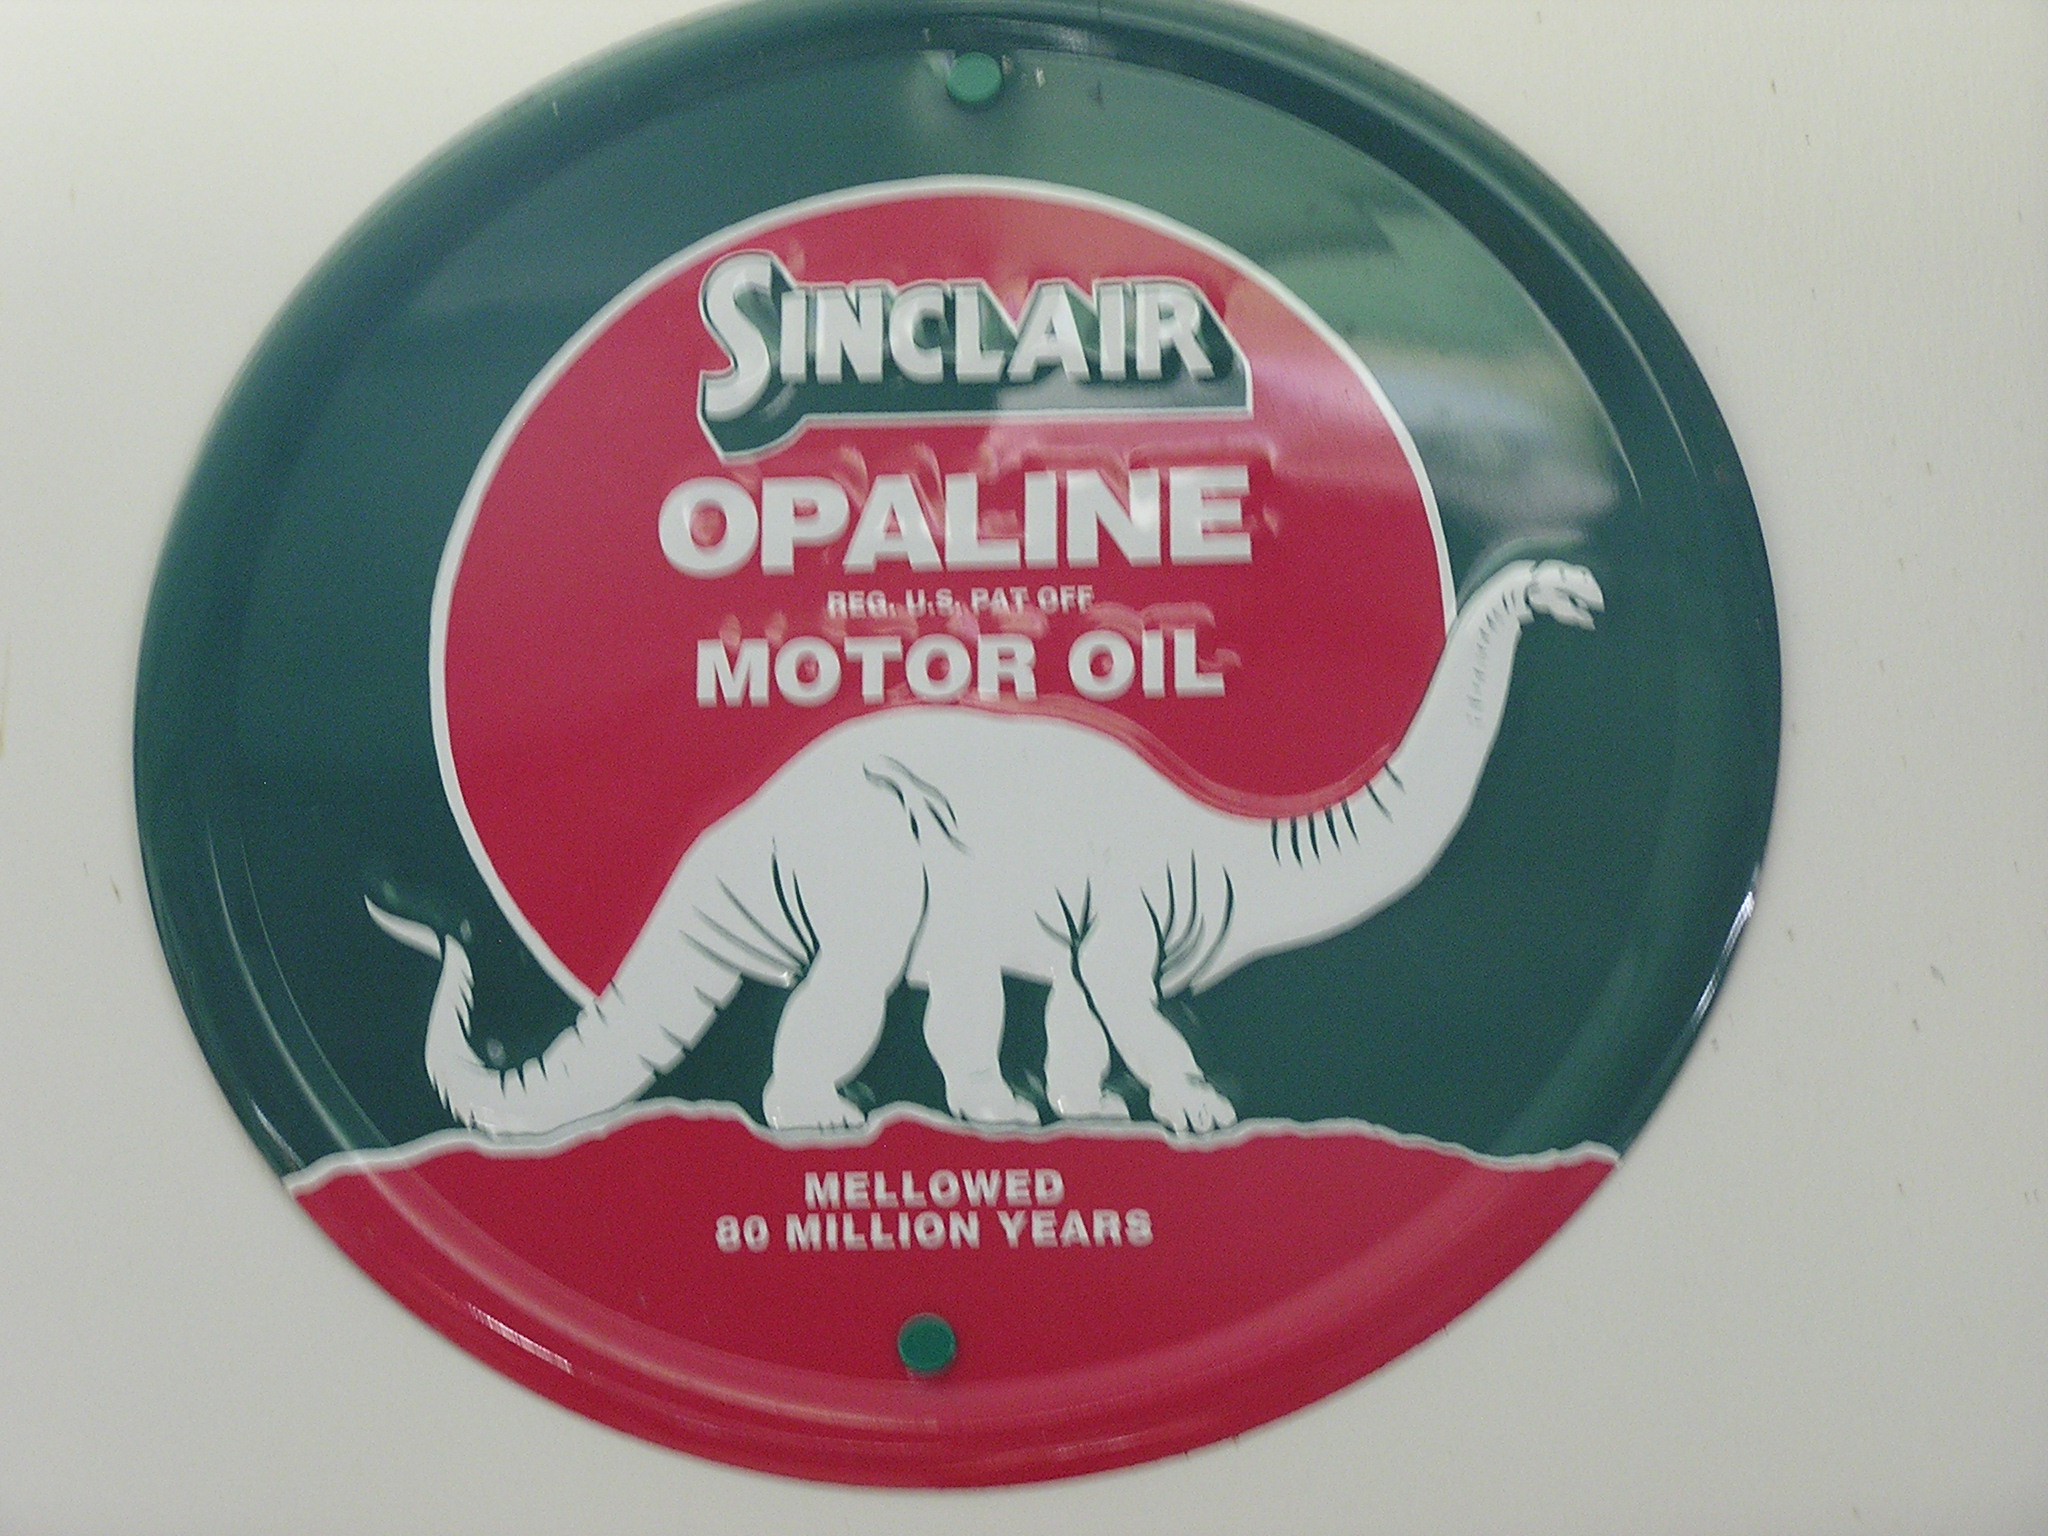 SINCLAIR
OPALINE
REG. U.S. PAT OFF
MOTOR OIL
MELLOWED
80 MILLION YEARS